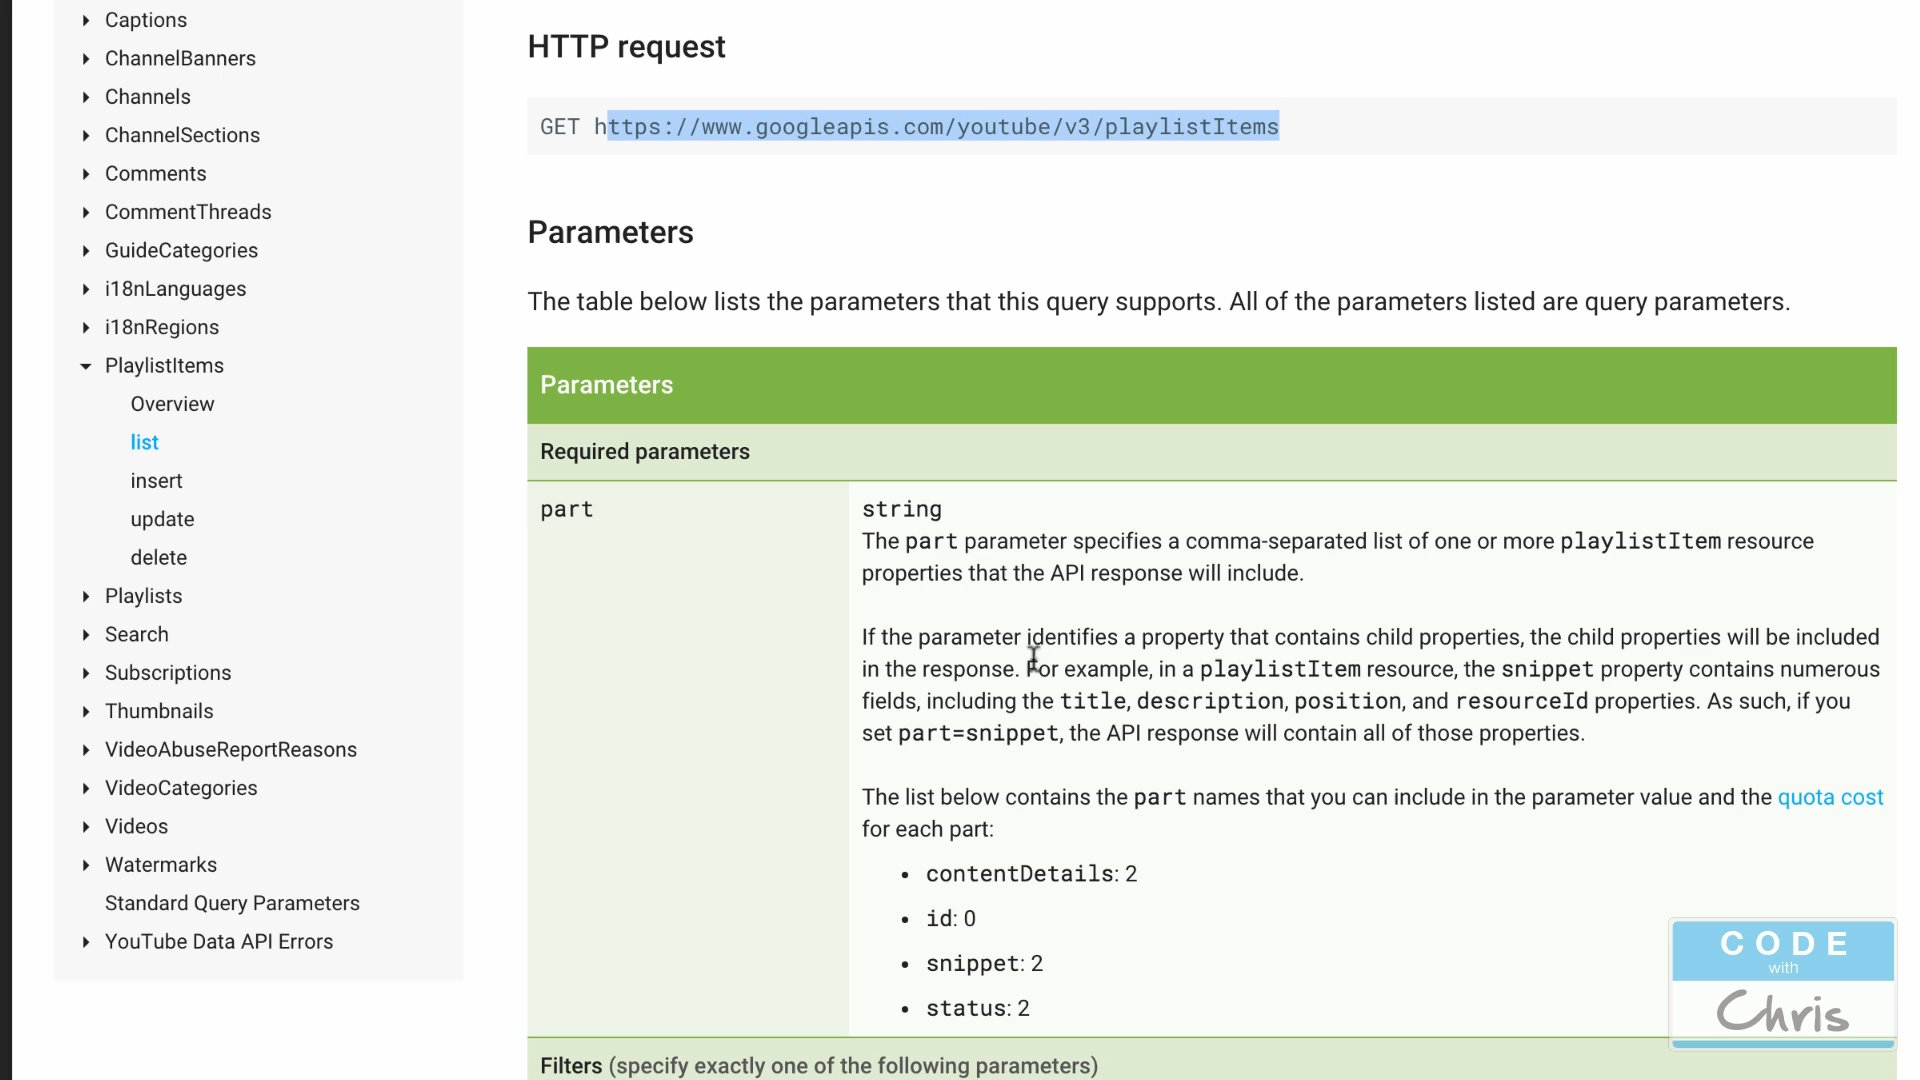 Captions
ChannelBanners
Channels
ChannelSections
Comments
CommentThreads
GuideCategories
i18nLanguages
i18nRegions
PlaylistItems
Overview
list
insert
update
delete
Playlists
Search
Subscriptions
Thumbnails
VideoAbuseReportReasons
VideoCategories
Videos
Watermarks
Standard Query Parameters
YouTube Data API Errors
HTTP request
GET https://www.googleapis.com/youtube/v3/playlistItems
Parameters
The table below lists the parameters that this query supports. All of the parameters listed are query parameters.
Parameters
Required parameters
part
string
The part parameter specifies a comma-separated list of one or more playlistItem resource
properties that the API response will include.
If the parameter identifies a property that contains child properties, the child properties will be included
in the response. For example, in a playlistItem resource, the snippet property contains numerous
fields, including the title, description, position, and resourceId properties. As such, if you
set part=snippet, the API response will contain all of those properties.
The list below contains the part names that you can include in the parameter value and the quota cost
for each part:
• contentDetails: 2
• id: 0
• snippet: 2
• status: 2
Filters (specify exactly one of the following parameters)
CODE
with
Chris